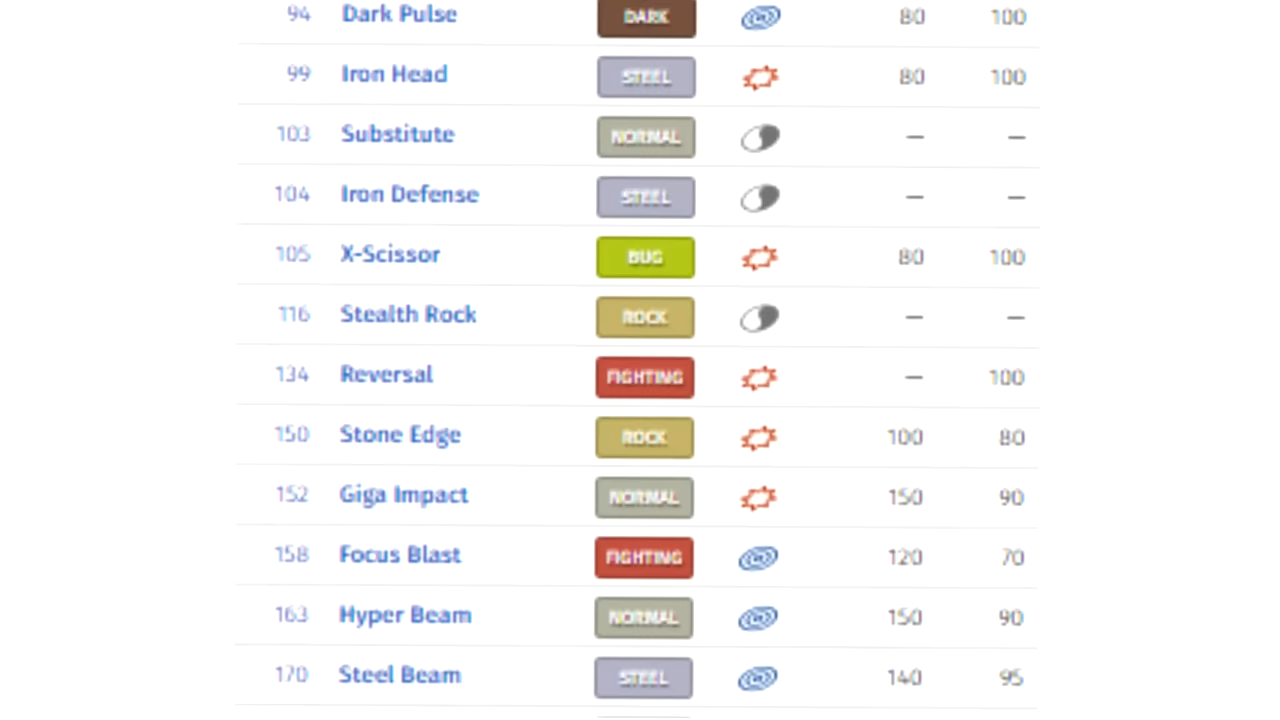 94 Dark Pulse DARK 80 100
99 Iron Head STEEL 80 100
103 Substitute NORMAL — —
104 Iron Defense STEEL — —
105 X-Scissor BUG 80 100
116 Stealth Rock ROCK — —
134 Reversal FIGHTING — 100
150 Stone Edge ROCK 100 80
152 Giga Impact NORMAL 150 90
158 Focus Blast FIGHTING 120 70
163 Hyper Beam NORMAL 150 90
170 Steel Beam STEEL 140 95